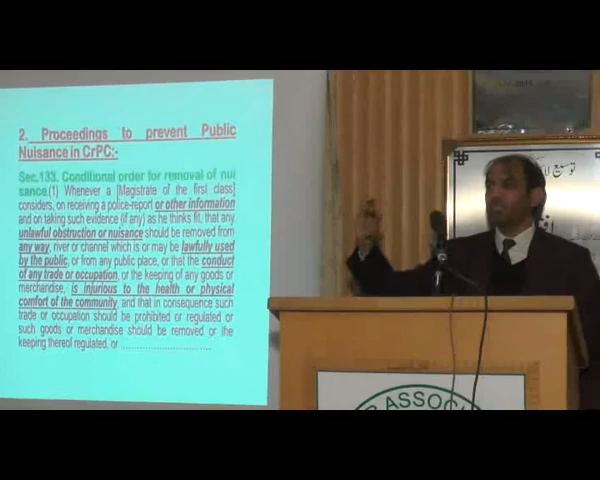 2. Proceedings to prevent Public
Nuisance in CrPC:-
Sec.133. Conditional order for removal of nui
sance.(1) Whenever a [Magistrate of the first class]
considers, on receiving a police-report or other information
and on taking such evidence (if any) as he thinks fit, that any
unlawful obstruction or nuisance should be removed from
any way, river or channel which is or may be lawfully used
by the public, or from any public place, or that the conduct
of any trade or occupation, or the keeping of any goods or
merchandise, is injurious to the health or physical
comfort of the community, and that in consequence such
trade or occupation should be prohibited or regulated or
such goods or merchandise should be removed or the
keeping thereof regulated, or ..............................
توسیع لا
R ASSOC